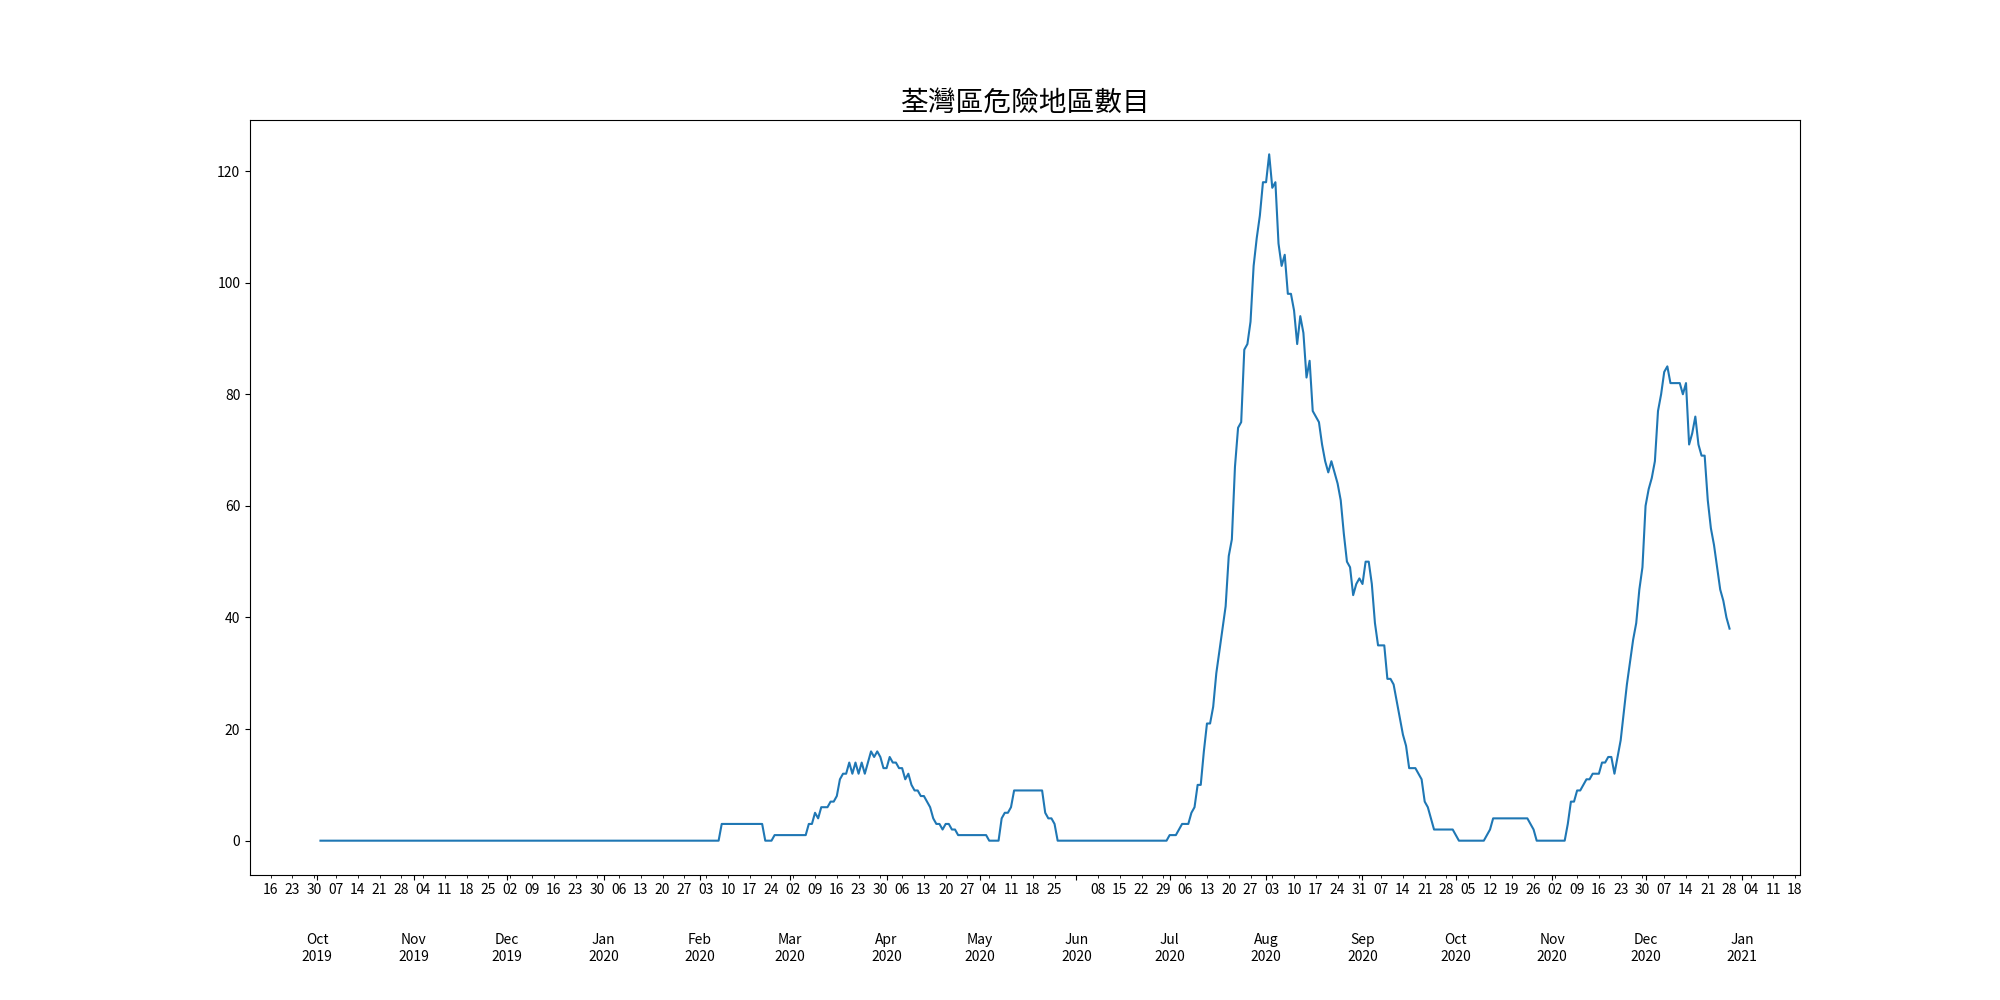 荃灣區危險地區數目
120
100
80
60
40
20
0
16 23 30 07 14 21 28 04 11 18 25 02 09 16 23 30 06 13 20 27 03 10 17 24 02 09 16 23 30 06 13 20 27 04 11 18 25 08 15 22 29 06 13 20 27 03 10 17 24 31 07 14 21 28 05 12 19 26 02 09 16 23 30 07 14 21 28 04 11 18
Oct Nov Dec Jan Feb Mar Apr May Jun Jul Aug Sep Oct Nov Dec Jan
2019 2019 2019 2020 2020 2020 2020 2020 2020 2020 2020 2020 2020 2020 2020 2021